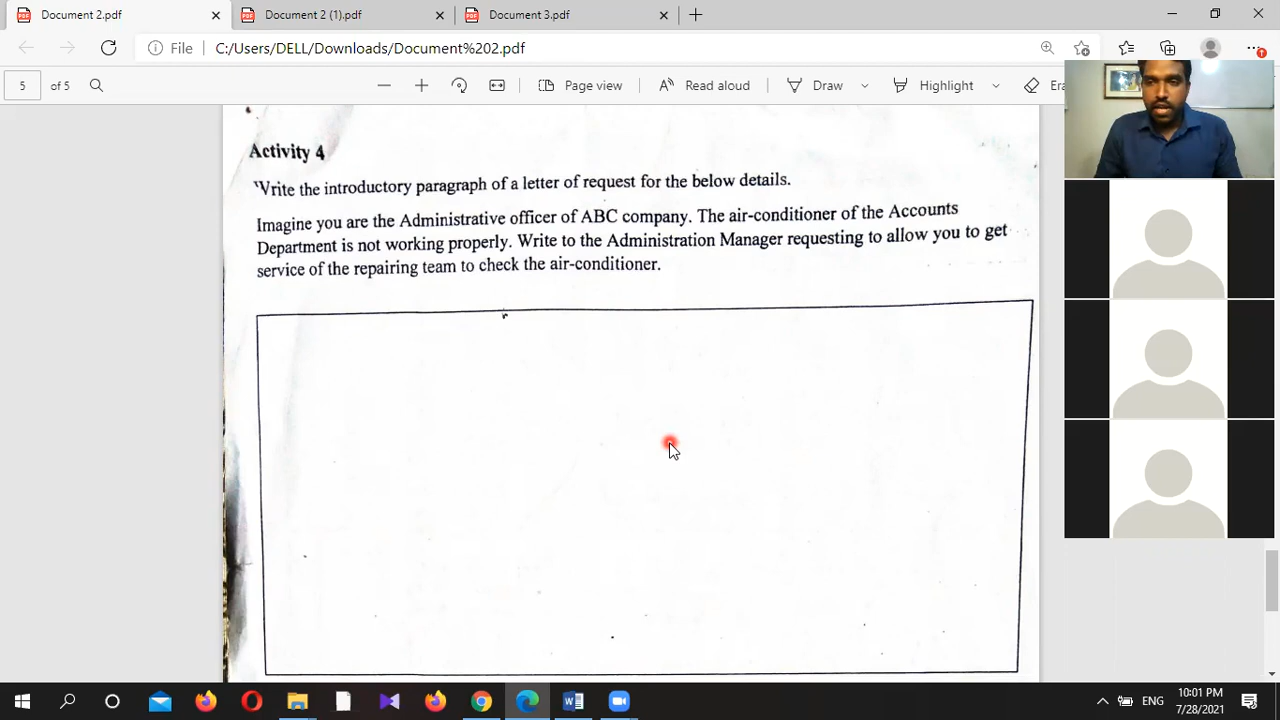 Document 2.pdf
Document 2 (1).pdf
Document 3.pdf
File C:/Users/DELL/Downloads/Document%202.pdf
5 of 5
Page view
Read aloud
Draw
Highlight
Era
Activity 4
Write the introductory paragraph of a letter of request for the below details.
Imagine you are the Administrative officer of ABC company. The air-conditioner of the Accounts
Department is not working properly. Write to the Administration Manager requesting to allow you to get
service of the repairing team to check the air-conditioner.
ENG
10:01 PM
7/28/2021